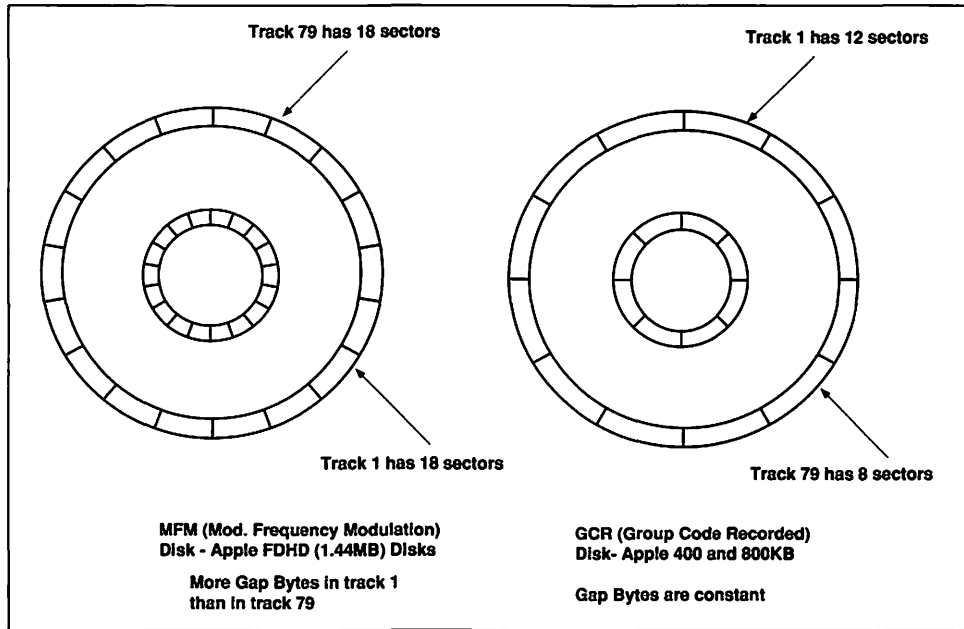 Track 79 has 18 sectors
Track 1 has 12 sectors
Track 1 has 18 sectors
Track 79 has 8 sectors
MFM (Mod. Frequency Modulation)
Disk - Apple FDHD (1.44MB) Disks
More Gap Bytes in track 1
than in track 79
GCR (Group Code Recorded)
Disk- Apple 400 and 800KB
Gap Bytes are constant